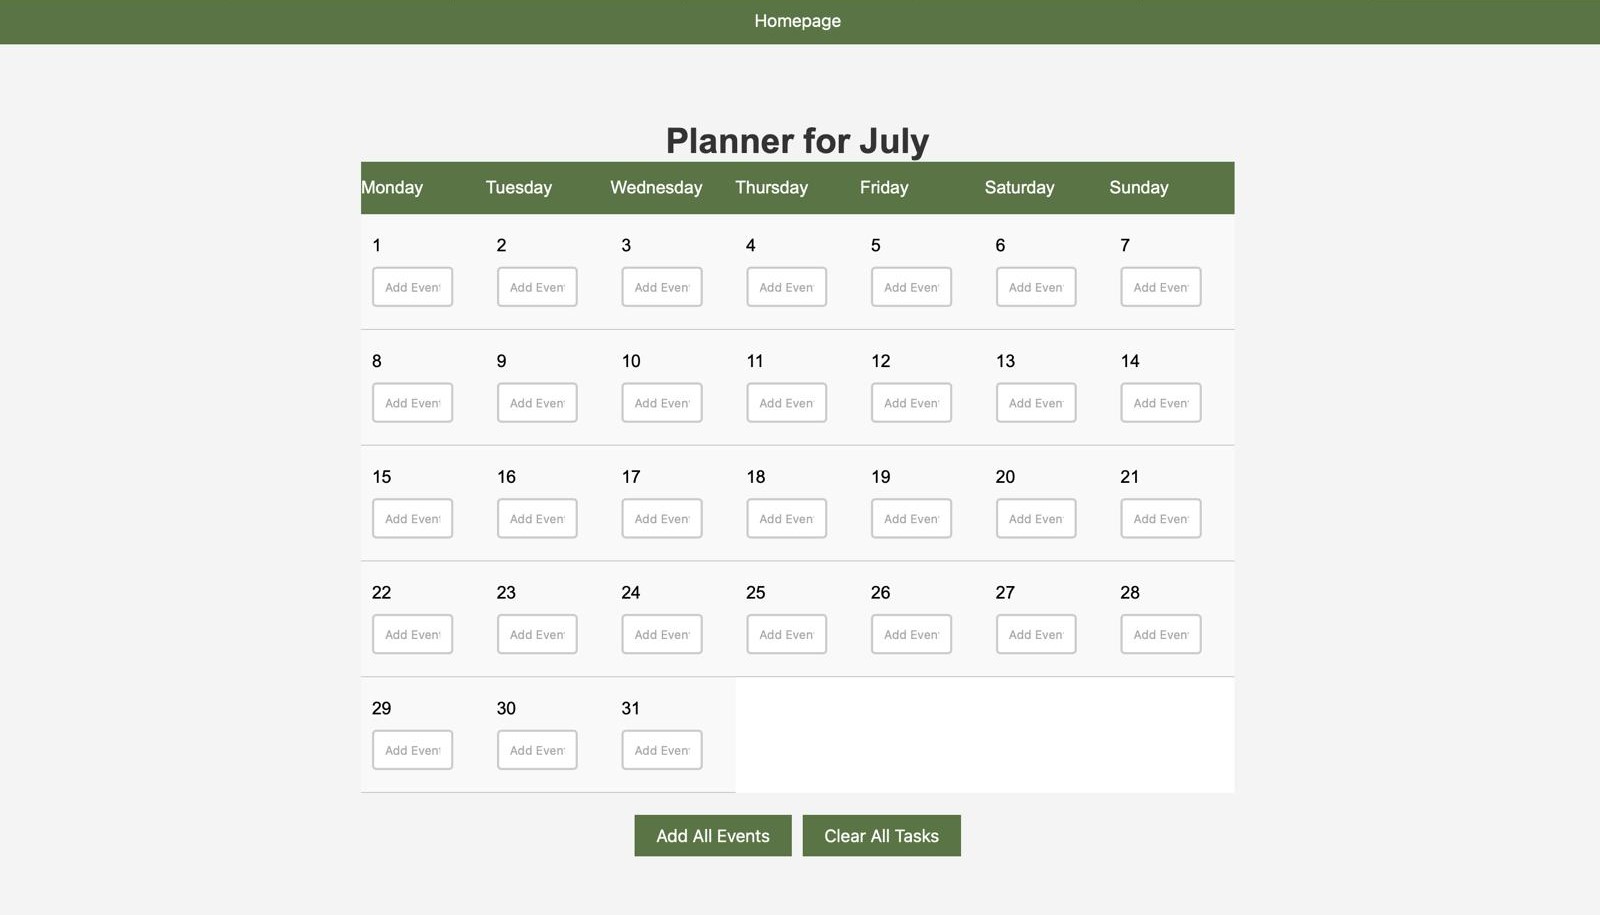 Homepage
Planner for July
Monday Tuesday Wednesday Thursday Friday Saturday Sunday
1 2 3 4 5 6 7
Add Even Add Even Add Even Add Even Add Even Add Even Add Even
8 9 10 11 12 13 14
Add Even Add Even Add Even Add Even Add Even Add Even Add Even
15 16 17 18 19 20 21
Add Even Add Even Add Even Add Even Add Even Add Even Add Even
22 23 24 25 26 27 28
Add Even Add Even Add Even Add Even Add Even Add Even Add Even
29 30 31
Add Even Add Even Add Even
Add All Events Clear All Tasks